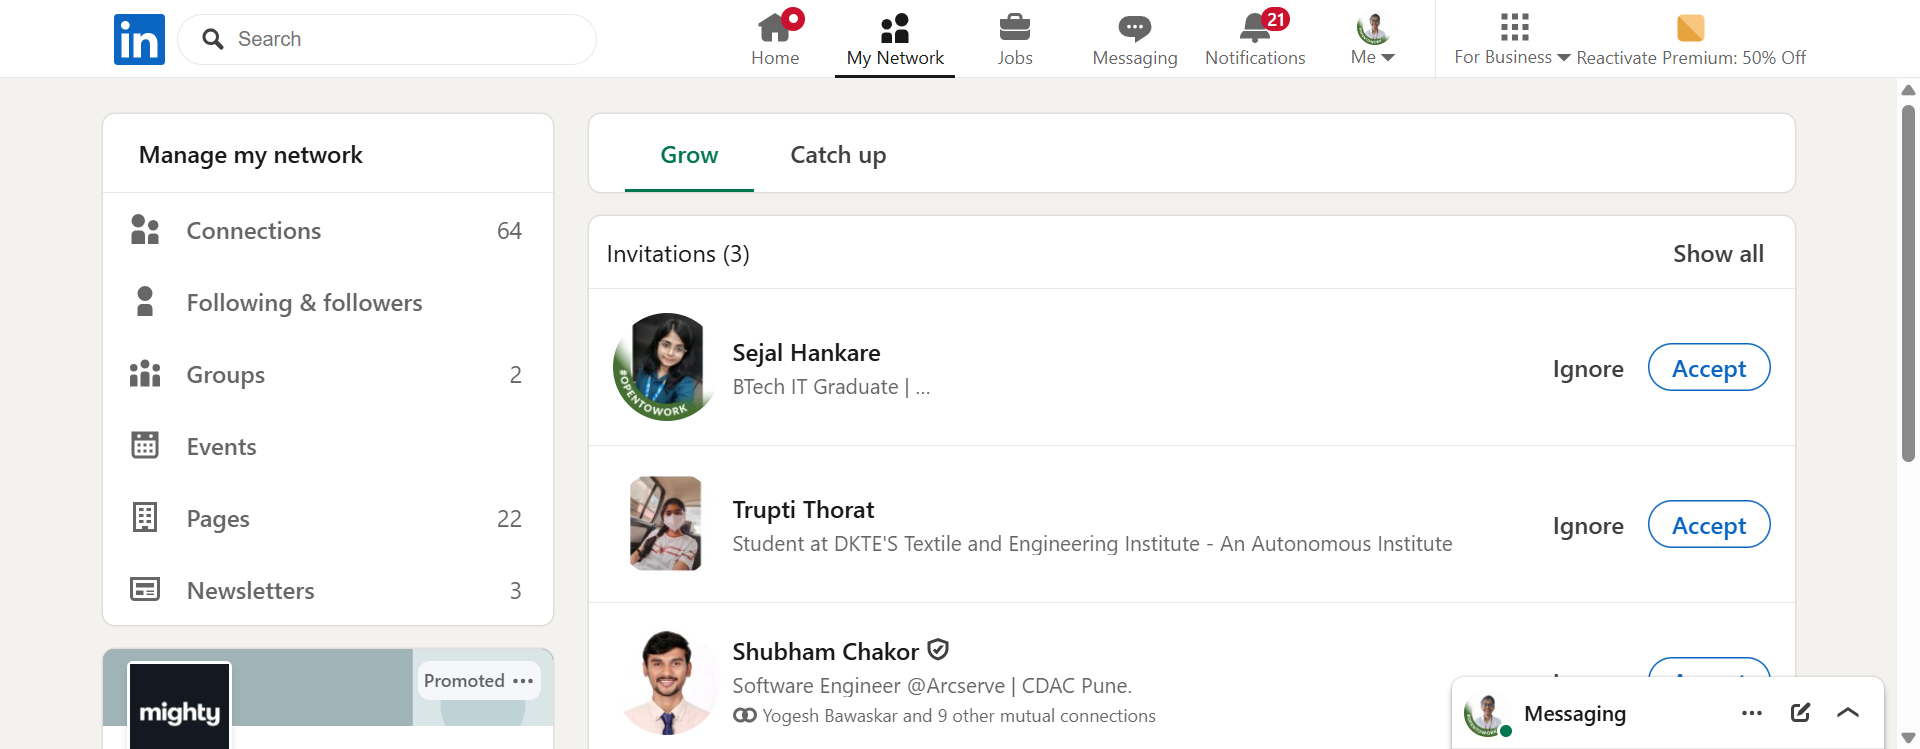 in
Search
Home
My Network
Jobs
Messaging
21
Notifications
Me
For Business
Reactivate Premium: 50% Off
Manage my network
Connections 64
Following & followers
Groups 2
Events
Pages 22
Newsletters 3
Promoted
mighty
Grow
Catch up
Invitations (3)
Show all
#OPENTOWORK
Sejal Hankare
BTech IT Graduate | ...
Ignore
Accept
Trupti Thorat
Student at DKTE'S Textile and Engineering Institute - An Autonomous Institute
Ignore
Accept
Shubham Chakor
Software Engineer @Arcserve | CDAC Pune.
Yogesh Bawaskar and 9 other mutual connections
Messaging